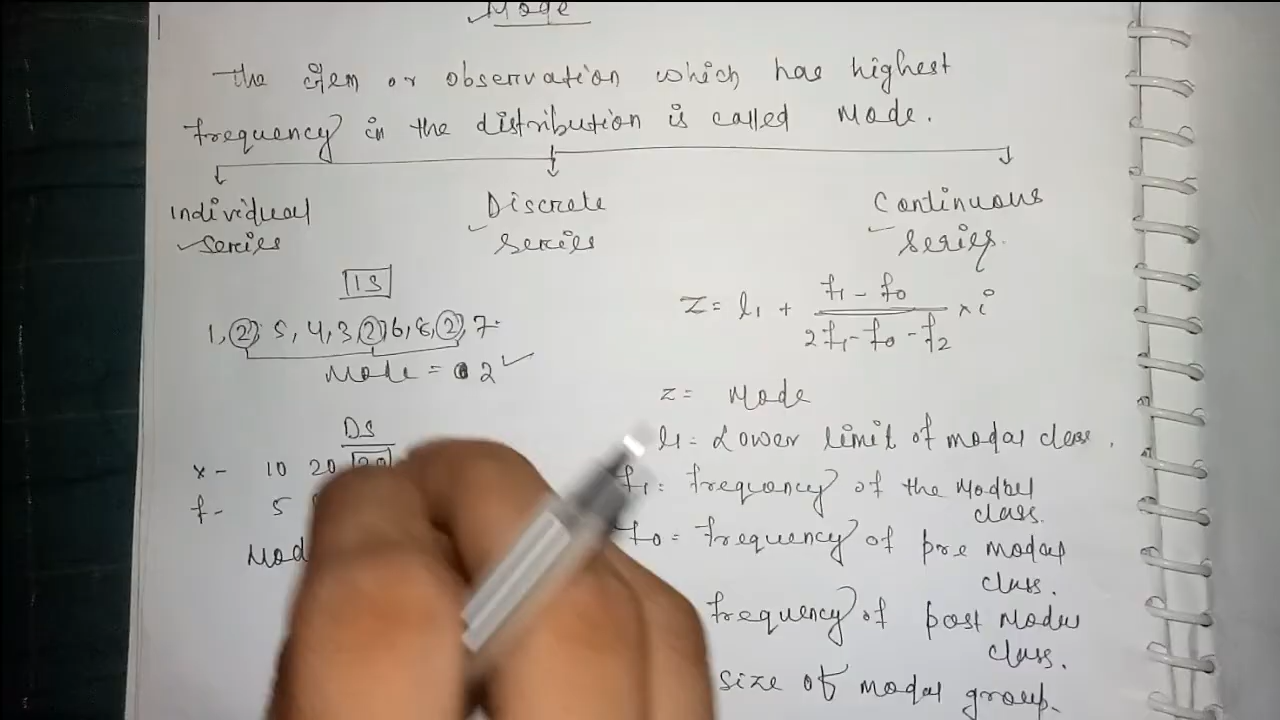 Mode
The item or observation which has highest
frequency in the distribution is called Mode.
Individual Series
Discrete Series
Continuous Series.
IS
1, 2, 5, 4, 3 2, 6, 8, 2, 7.
Mode = 2
Z = l₁ + (f₁ - f₀)/(2f₁ - f₀ - f₂) × i
z = Mode
l₁ = Lower limit of modal class.
DS
x - 10 20 30
f₁ = frequency of the Modal class.
f - 5
f₀ = frequency of pre modal class.
Mod
frequency of post Modal class.
size of modal group.